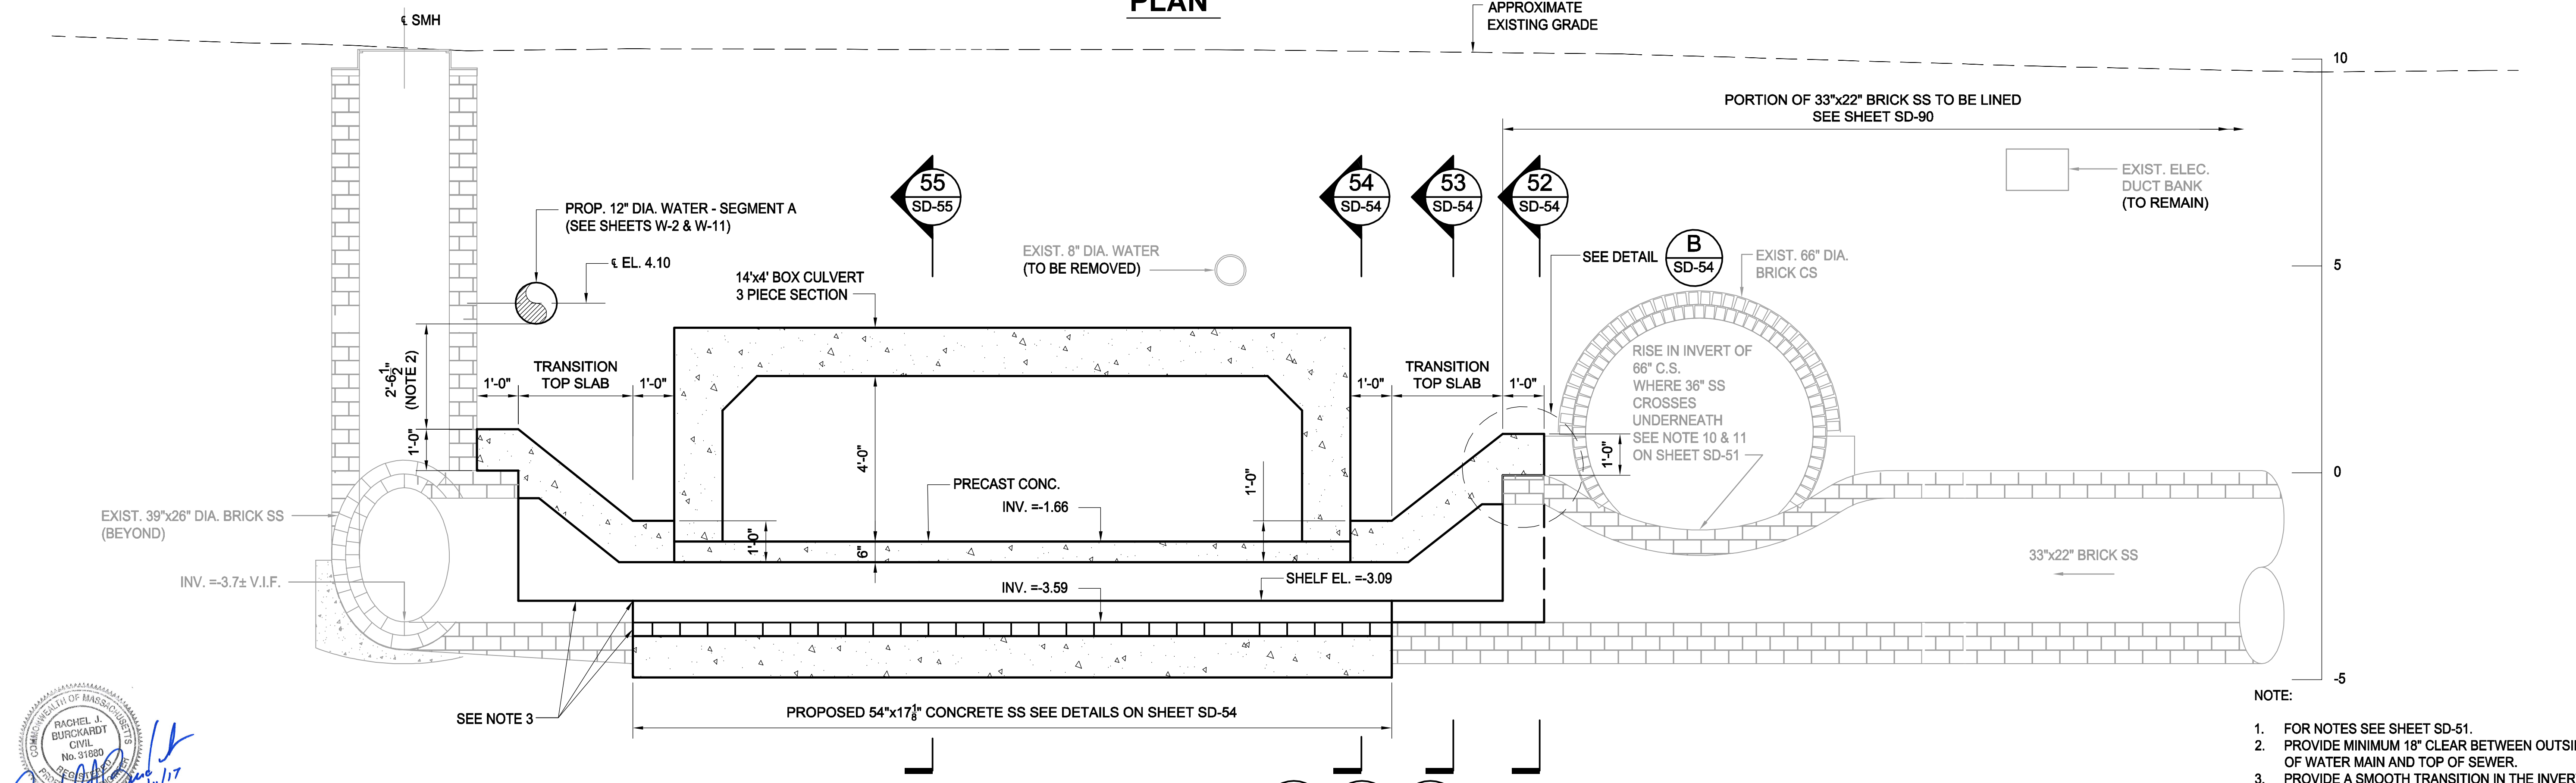 PLAN
℄ SMH
APPROXIMATE
EXISTING GRADE
10
PORTION OF 33"x22" BRICK SS TO BE LINED
SEE SHEET SD-90
55
SD-55
54
SD-54
53
SD-54
52
SD-54
EXIST. ELEC.
DUCT BANK
(TO REMAIN)
PROP. 12" DIA. WATER - SEGMENT A
(SEE SHEETS W-2 & W-11)
℄ EL. 4.10
EXIST. 8" DIA. WATER
(TO BE REMOVED)
SEE DETAIL
B
SD-54
EXIST. 66" DIA.
BRICK CS
5
14'x4' BOX CULVERT
3 PIECE SECTION
2'-6 1/2"
(NOTE 2)
1'-0"
TRANSITION
TOP SLAB
1'-0"
1'-0"
TRANSITION
TOP SLAB
1'-0"
RISE IN INVERT OF
66" C.S.
WHERE 36" SS
CROSSES
UNDERNEATH
SEE NOTE 10 & 11
ON SHEET SD-51
1'-0"
4'-0"
1'-0"
1'-0"
0
PRECAST CONC.
INV. =-1.66
EXIST. 39"x26" DIA. BRICK SS
(BEYOND)
1'-0"
6"
33"x22" BRICK SS
INV. =-3.7± V.I.F.
INV. =-3.59
SHELF EL. =-3.09
-5
SEE NOTE 3
PROPOSED 54"x17 1/8" CONCRETE SS SEE DETAILS ON SHEET SD-54
COMMONWEALTH OF MASSACHUSETTS
RACHEL J.
BURCKARDT
CIVIL
No. 31880
REGISTERED
NOTE:
1. FOR NOTES SEE SHEET SD-51.
2. PROVIDE MINIMUM 18" CLEAR BETWEEN
OF WATER MAIN AND TOP OF SEWER.
3. PROVIDE A SMOOTH TRANSITION IN THE